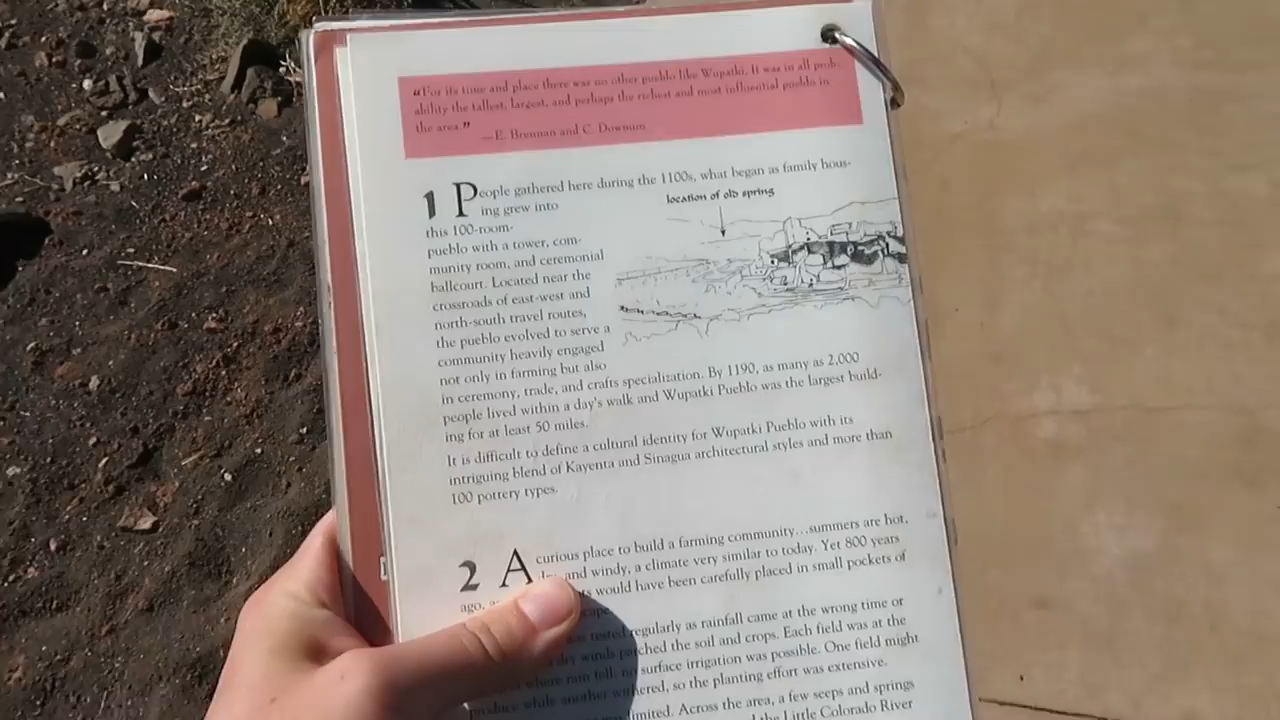 "For its time and place there was no other pueblo like Wupatki. It was in all prob-
ability the tallest, largest, and perhaps the richest and most influential pueblo in
the area."
—E. Brennan and C. Downum
1 People gathered here during the 1100s, what began as family hous-
ing grew into
this 100-room-
pueblo with a tower, com-
munity room, and ceremonial
ballcourt. Located near the
crossroads of east-west and
north-south travel routes,
the pueblo evolved to serve a
community heavily engaged
not only in farming but also
in ceremony, trade, and crafts specialization. By 1190, as many as 2,000
people lived within a day's walk and Wupatki Pueblo was the largest build-
ing for at least 50 miles.
location of old spring
It is difficult to define a cultural identity for Wupatki Pueblo with its
intriguing blend of Kayenta and Sinagua architectural styles and more than
100 pottery types.
2 A curious place to build a farming community...summers are hot,
and windy, a climate very similar to today. Yet 800 years
ago, would have been carefully placed in small pockets of
was tested regularly as rainfall came at the wrong time or
dry winds parched the soil and crops. Each field was at the
where rain fell; no surface irrigation was possible. One field might
produce while another withered, so the planting effort was extensive.
limited. Across the area, a few seeps and springs
the Little Colorado River